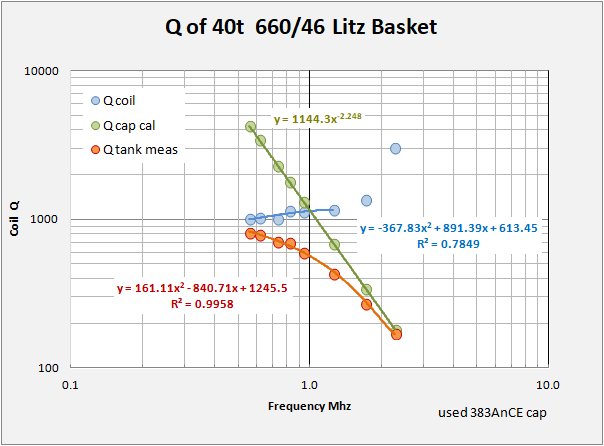 Q of 40t 660/46 Litz Basket
10000
Q coil
Q cap cal
Q tank meas
y = 1144.3x^-2.248
Coil Q
1000
y = -367.83x² + 891.39x + 613.45
R² = 0.7849
y = 161.11x² - 840.71x + 1245.5
R² = 0.9958
100
0.1
1.0
10.0
Frequency Mhz
used 383AnCE cap